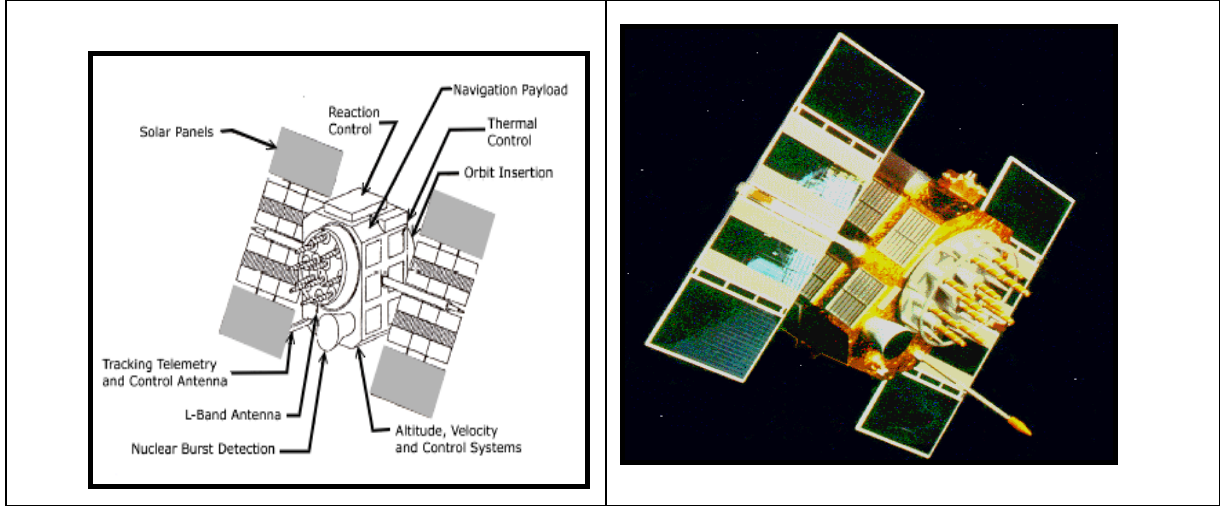 Navigation Payload
Reaction
Control
Thermal
Control
Solar Panels
Orbit Insertion
Tracking Telemetry
and Control Antenna
L-Band Antenna
Nuclear Burst Detection
Altitude, Velocity
and Control Systems